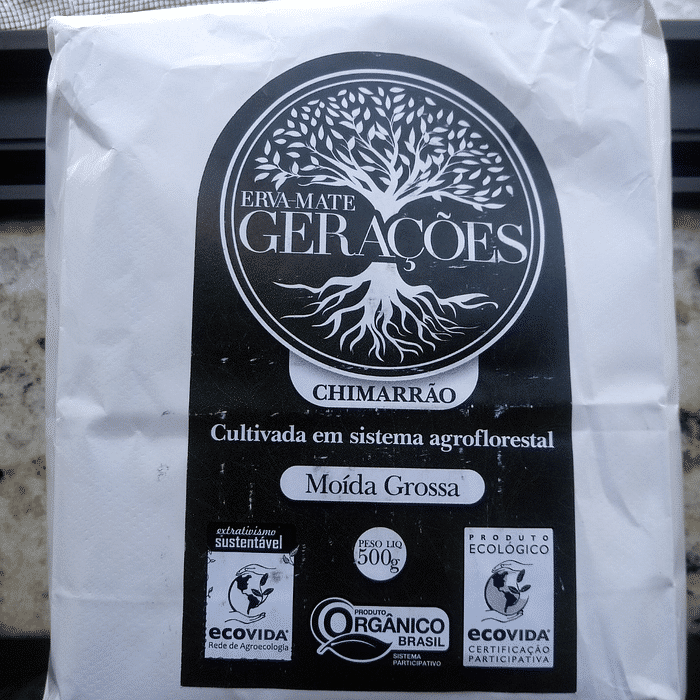 ERVA-MATE
GERAÇÕES
CHIMARRÃO
Cultivada em sistema agroflorestal
Moída Grossa
extrativismo
sustentável
ecovida
Rede de Agroecologia
PESO LIQ
500g
PRODUTO
ORGÂNICO
BRASIL
SISTEMA
PARTICIPATIVO
PRODUTO
ECOLÓGICO
ecovida
CERTIFICAÇÃO
PARTICIPATIVA